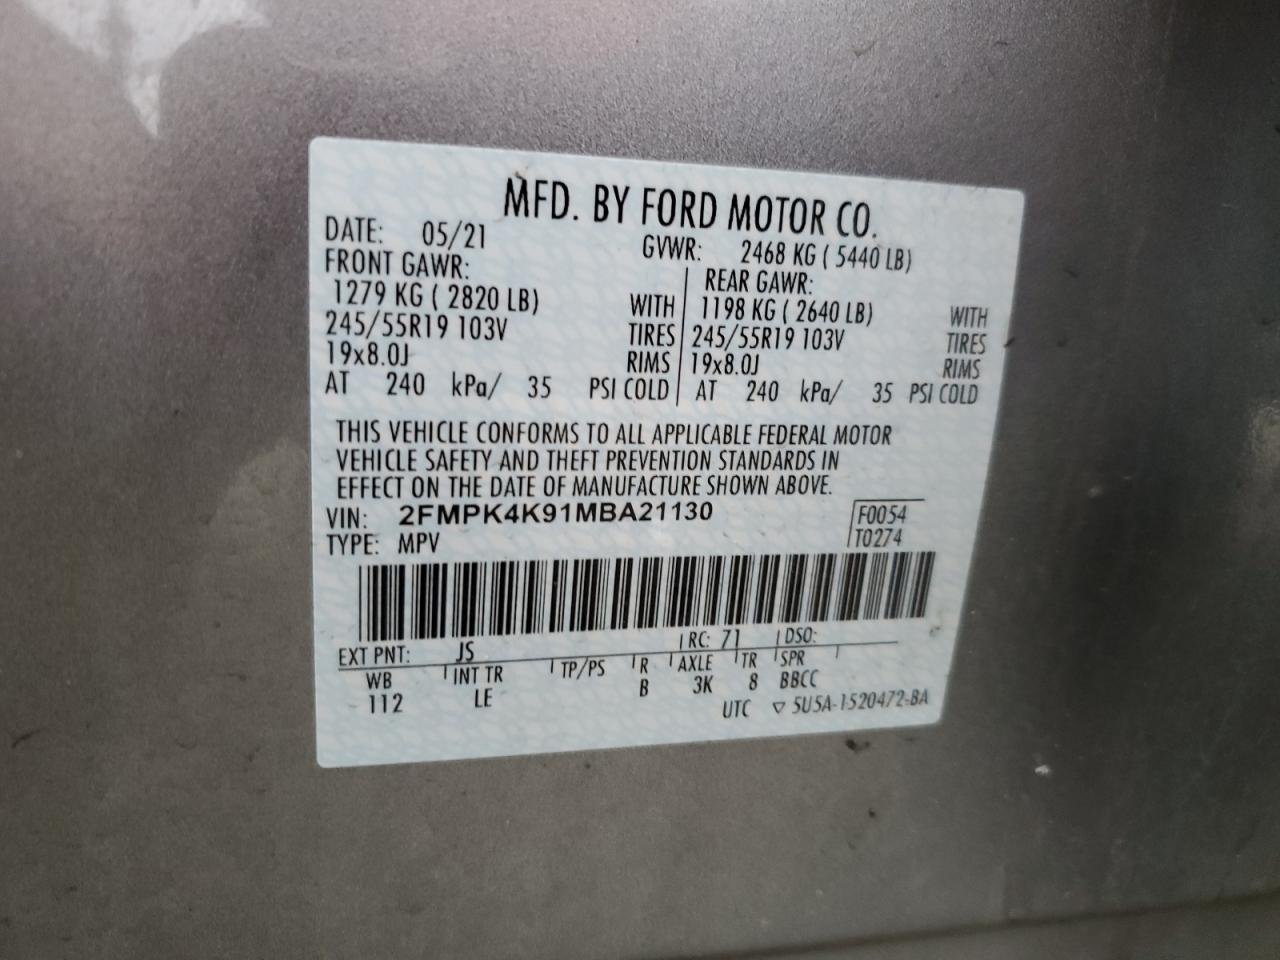 MFD. BY FORD MOTOR CO.
DATE: 05/21 GVWR: 2468 KG ( 5440 LB)
FRONT GAWR: REAR GAWR:
1279 KG ( 2820 LB) WITH 1198 KG ( 2640 LB) WITH
245/55R19 103V TIRES 245/55R19 103V TIRES
19x8.0J RIMS 19x8.0J RIMS
AT 240 kPa/ 35 PSI COLD AT 240 kPa/ 35 PSI COLD
THIS VEHICLE CONFORMS TO ALL APPLICABLE FEDERAL MOTOR
VEHICLE SAFETY AND THEFT PREVENTION STANDARDS IN
EFFECT ON THE DATE OF MANUFACTURE SHOWN ABOVE.
VIN: 2FMPK4K91MBA21130 F0054
TYPE: MPV T0274
EXT PNT: JS RC: 71 DSO:
WB INT TR TP/PS R AXLE TR SPR
112 LE B 3K 8 BBCC
UTC ▽ 5U5A-1520472-BA